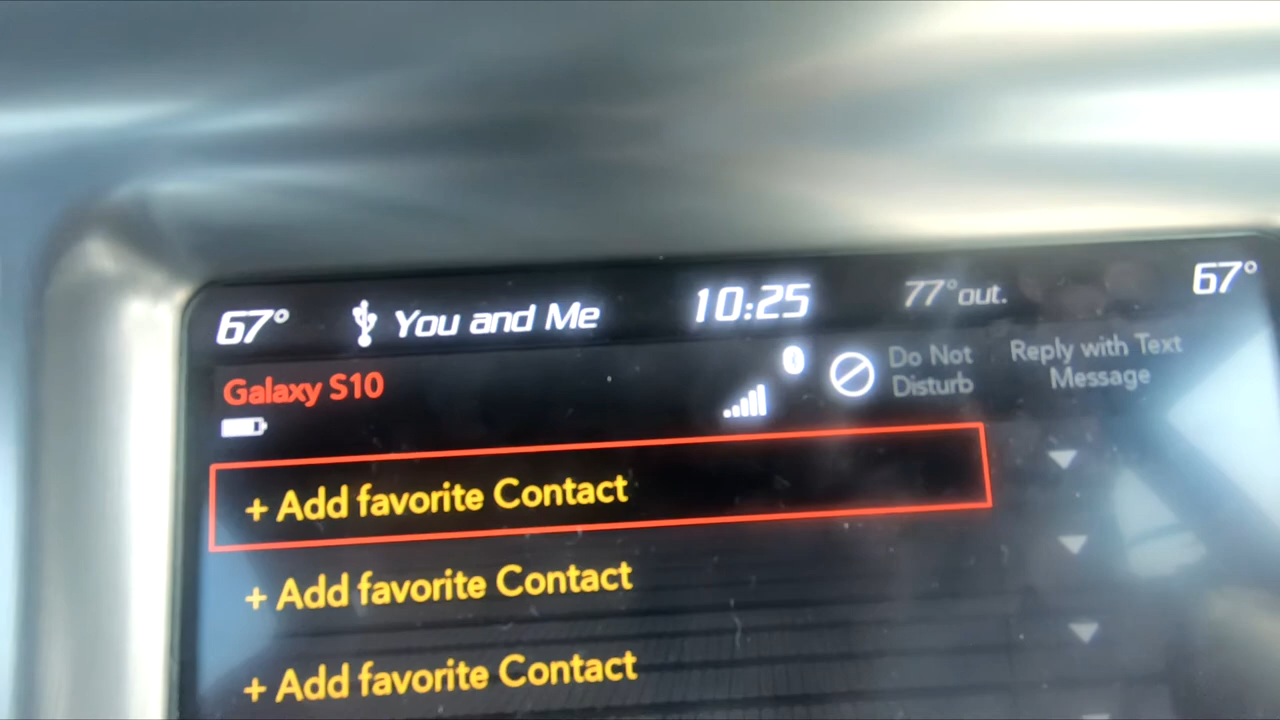 67° You and Me 10:25 77° out. 67°
Galaxy S10
Do Not
Disturb
Reply with Text
Message
+ Add favorite Contact
+ Add favorite Contact
+ Add favorite Contact